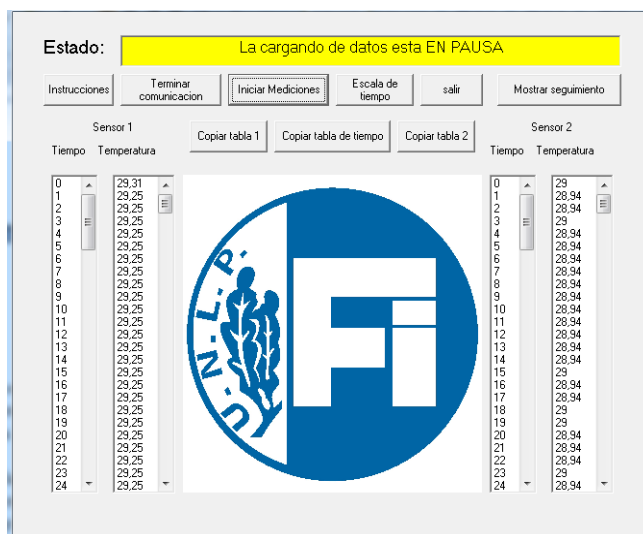 Estado: La cargando de datos esta EN PAUSA
Instrucciones
Terminar
comunicacion
Iniciar Mediciones
Escala de
tiempo
salir
Mostrar seguimiento
Sensor 1
Copiar tabla 1
Copiar tabla de tiempo
Copiar tabla 2
Sensor 2
Tiempo Temperatura
Tiempo Temperatura
0 29,31 0 29
1 29,25 1 28,94
2 29,25 2 28,94
3 29,25 3 29
4 29,25 4 28,94
5 29,25 5 28,94
6 29,25 6 28,94
7 29,25 7 28,94
8 29,25 8 28,94
9 29,25 9 28,94
10 29,25 10 28,94
11 29,25 11 28,94
12 29,25 12 28,94
13 29,25 13 28,94
14 29,25 14 28,94
15 29,25 15 29
16 29,25 16 28,94
17 29,25 17 28,94
18 29,25 18 29
19 29,25 19 29
20 29,25 20 28,94
21 29,25 21 28,94
22 29,25 22 28,94
23 29,25 23 29
24 29,25 24 28,94
U.N.L.P.
Fi